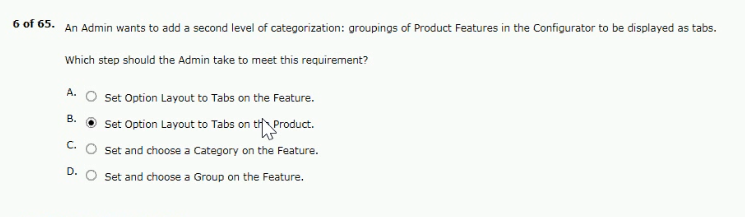 6 of 65. An Admin wants to add a second level of categorization: groupings of Product Features in the Configurator to be displayed as tabs.
Which step should the Admin take to meet this requirement?
A. Set Option Layout to Tabs on the Feature.
B. Set Option Layout to Tabs on the Product.
C. Set and choose a Category on the Feature.
D. Set and choose a Group on the Feature.